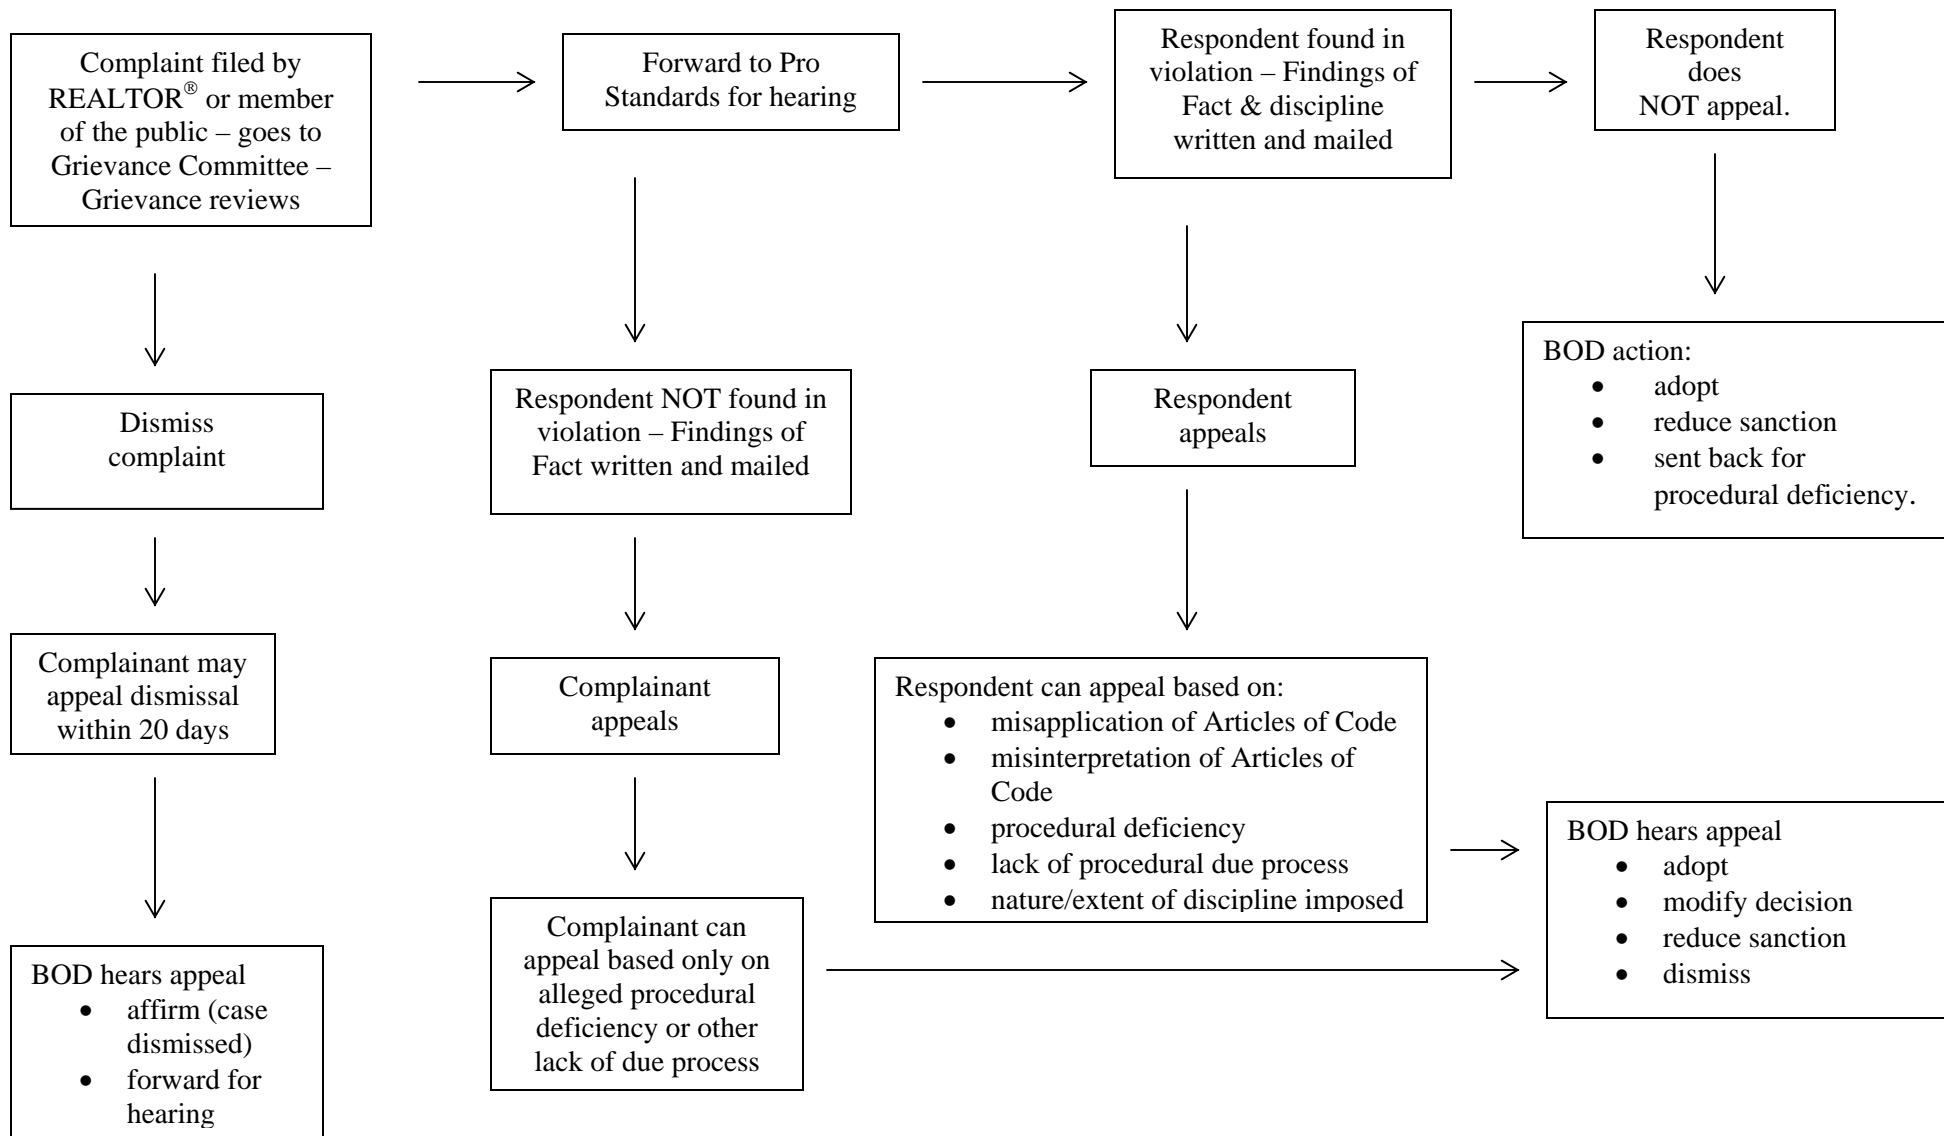 Complaint filed by
REALTOR® or member
of the public – goes to
Grievance Committee –
Grievance reviews
Forward to Pro
Standards for hearing
Respondent found in
violation – Findings of
Fact & discipline
written and mailed
Respondent
does
NOT appeal.
BOD action:
• adopt
• reduce sanction
• sent back for
procedural deficiency.
Dismiss
complaint
Respondent NOT found in
violation – Findings of
Fact written and mailed
Respondent
appeals
Complainant may
appeal dismissal
within 20 days
Complainant
appeals
Respondent can appeal based on:
• misapplication of Articles of Code
• misinterpretation of Articles of
Code
• procedural deficiency
• lack of procedural due process
• nature/extent of discipline imposed
BOD hears appeal
• adopt
• modify decision
• reduce sanction
• dismiss
Complainant can
appeal based only on
alleged procedural
deficiency or other
lack of due process
BOD hears appeal
• affirm (case
dismissed)
• forward for
hearing